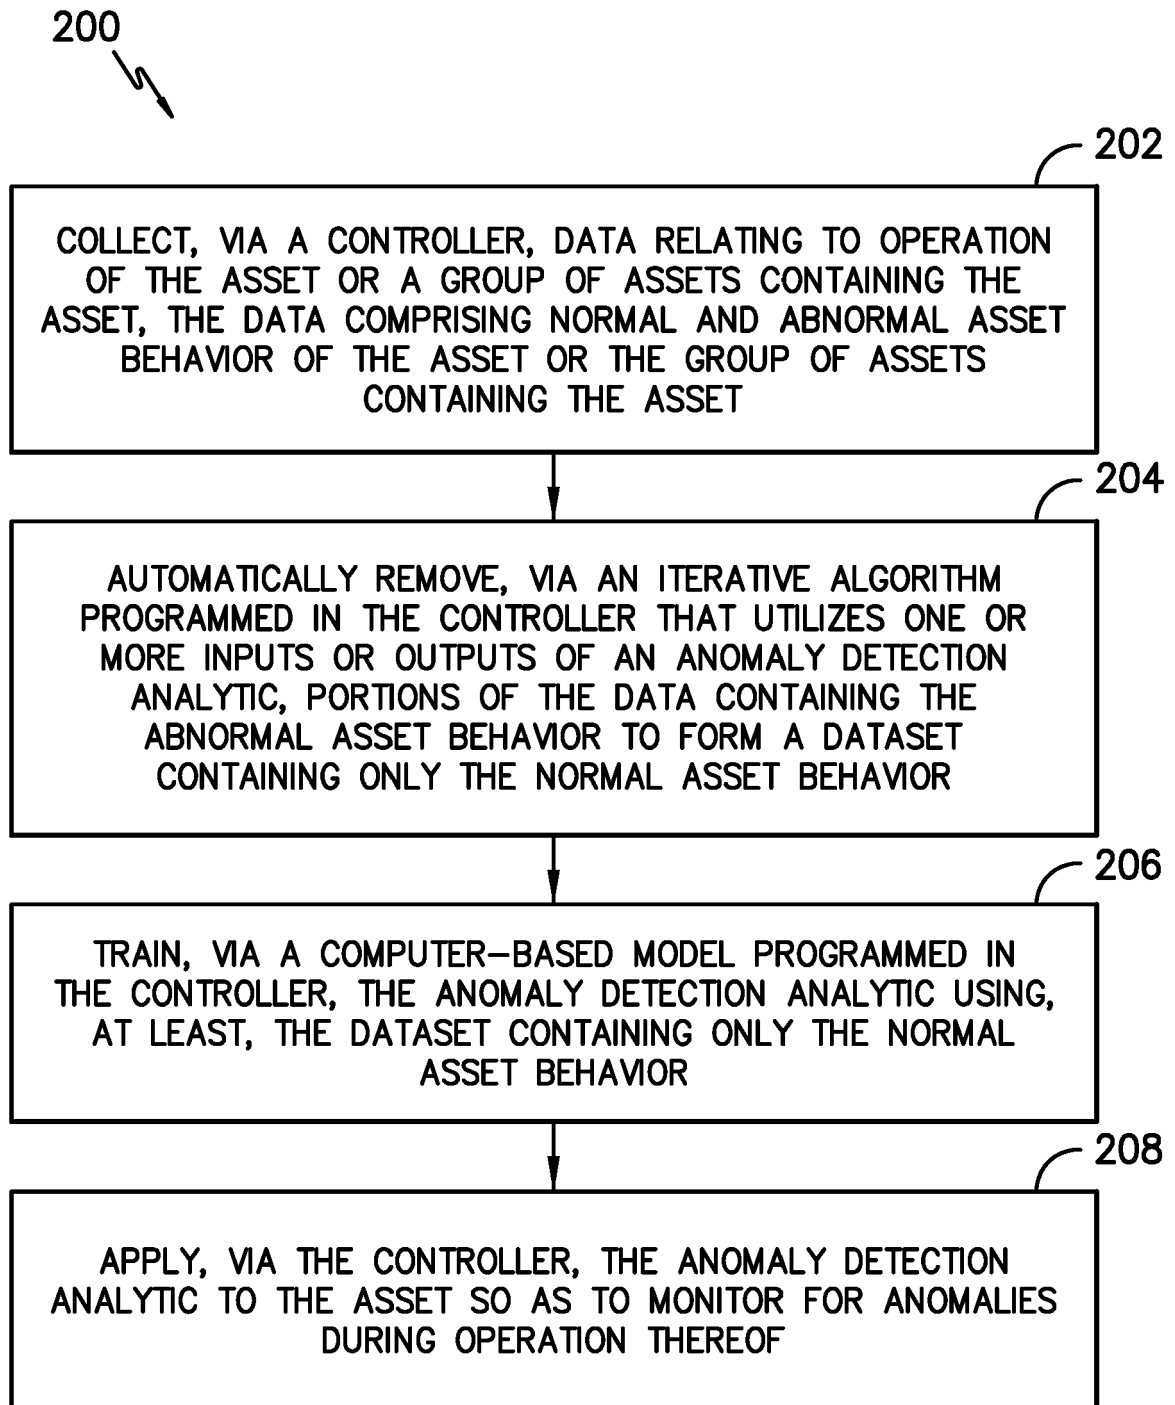 200
202
COLLECT, VIA A CONTROLLER, DATA RELATING TO OPERATION
OF THE ASSET OR A GROUP OF ASSETS CONTAINING THE
ASSET, THE DATA COMPRISING NORMAL AND ABNORMAL ASSET
BEHAVIOR OF THE ASSET OR THE GROUP OF ASSETS
CONTAINING THE ASSET
204
AUTOMATICALLY REMOVE, VIA AN ITERATIVE ALGORITHM
PROGRAMMED IN THE CONTROLLER THAT UTILIZES ONE OR
MORE INPUTS OR OUTPUTS OF AN ANOMALY DETECTION
ANALYTIC, PORTIONS OF THE DATA CONTAINING THE
ABNORMAL ASSET BEHAVIOR TO FORM A DATASET
CONTAINING ONLY THE NORMAL ASSET BEHAVIOR
206
TRAIN, VIA A COMPUTER-BASED MODEL PROGRAMMED IN
THE CONTROLLER, THE ANOMALY DETECTION ANALYTIC USING,
AT LEAST, THE DATASET CONTAINING ONLY THE NORMAL
ASSET BEHAVIOR
208
APPLY, VIA THE CONTROLLER, THE ANOMALY DETECTION
ANALYTIC TO THE ASSET SO AS TO MONITOR FOR ANOMALIES
DURING OPERATION THEREOF